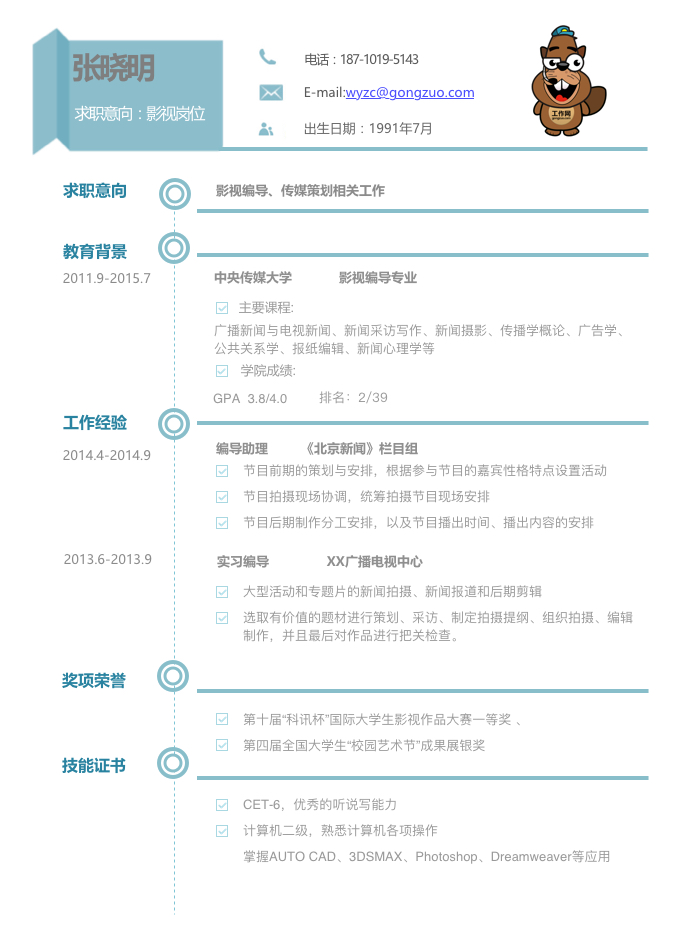 张晓明
求职意向：影视岗位
电话：187-1019-5143
E-mail:wyzc@gongzuo.com
出生日期：1991年7月
工作网
求职意向
影视编导、传媒策划相关工作
教育背景
2011.9-2015.7 中央传媒大学 影视编导专业
主要课程:
广播新闻与电视新闻、新闻采访写作、新闻摄影、传播学概论、广告学、
公共关系学、报纸编辑、新闻心理学等
学院成绩:
GPA 3.8/4.0 排名：2/39
工作经验
2014.4-2014.9 编导助理 《北京新闻》栏目组
节目前期的策划与安排，根据参与节目的嘉宾性格特点设置活动
节目拍摄现场协调，统筹拍摄节目现场安排
节目后期制作分工安排，以及节目播出时间、播出内容的安排
2013.6-2013.9 实习编导 XX广播电视中心
大型活动和专题片的新闻拍摄、新闻报道和后期剪辑
选取有价值的题材进行策划、采访、制定拍摄提纲、组织拍摄、编辑
制作，并且最后对作品进行把关检查。
奖项荣誉
第十届“科讯杯”国际大学生影视作品大赛一等奖 、
第四届全国大学生“校园艺术节”成果展银奖
技能证书
CET-6，优秀的听说写能力
计算机二级，熟悉计算机各项操作
掌握AUTO CAD、3DSMAX、Photoshop、Dreamweaver等应用